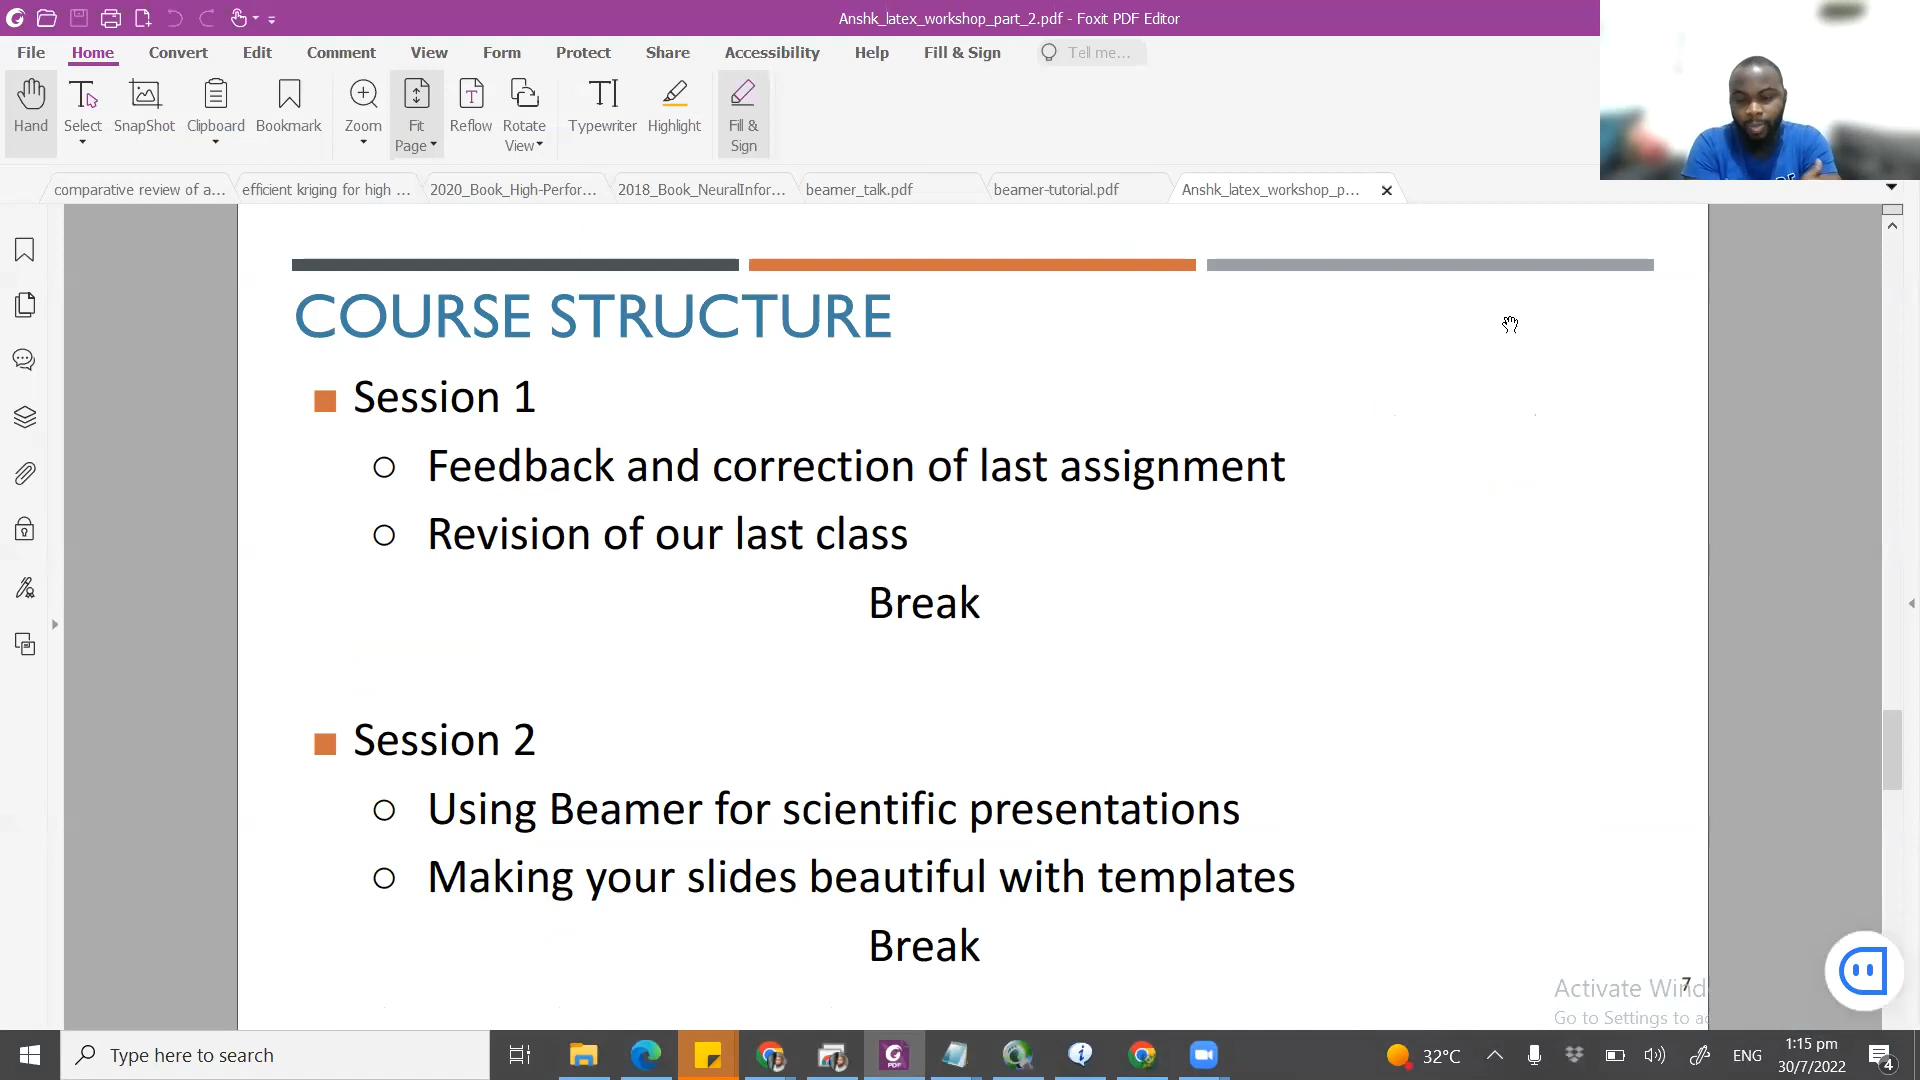 Anshk_latex_workshop_part_2.pdf - Foxit PDF Editor
File Home Convert Edit Comment View Form Protect Share Accessibility Help Fill & Sign Tell me...
Hand Select SnapShot Clipboard Bookmark Zoom Fit Page Reflow Rotate View Typewriter Highlight Fill & Sign
comparative review of a... efficient kriging for high ... 2020_Book_High-Perfor... 2018_Book_NeuralInfor... beamer_talk.pdf beamer-tutorial.pdf Anshk_latex_workshop_p...
COURSE STRUCTURE
Session 1
Feedback and correction of last assignment
Revision of our last class
Break
Session 2
Using Beamer for scientific presentations
Making your slides beautiful with templates
Break
7
Activate Wind
Go to Settings to ac
Type here to search
PDF
32°C
ENG
1:15 pm
30/7/2022
4